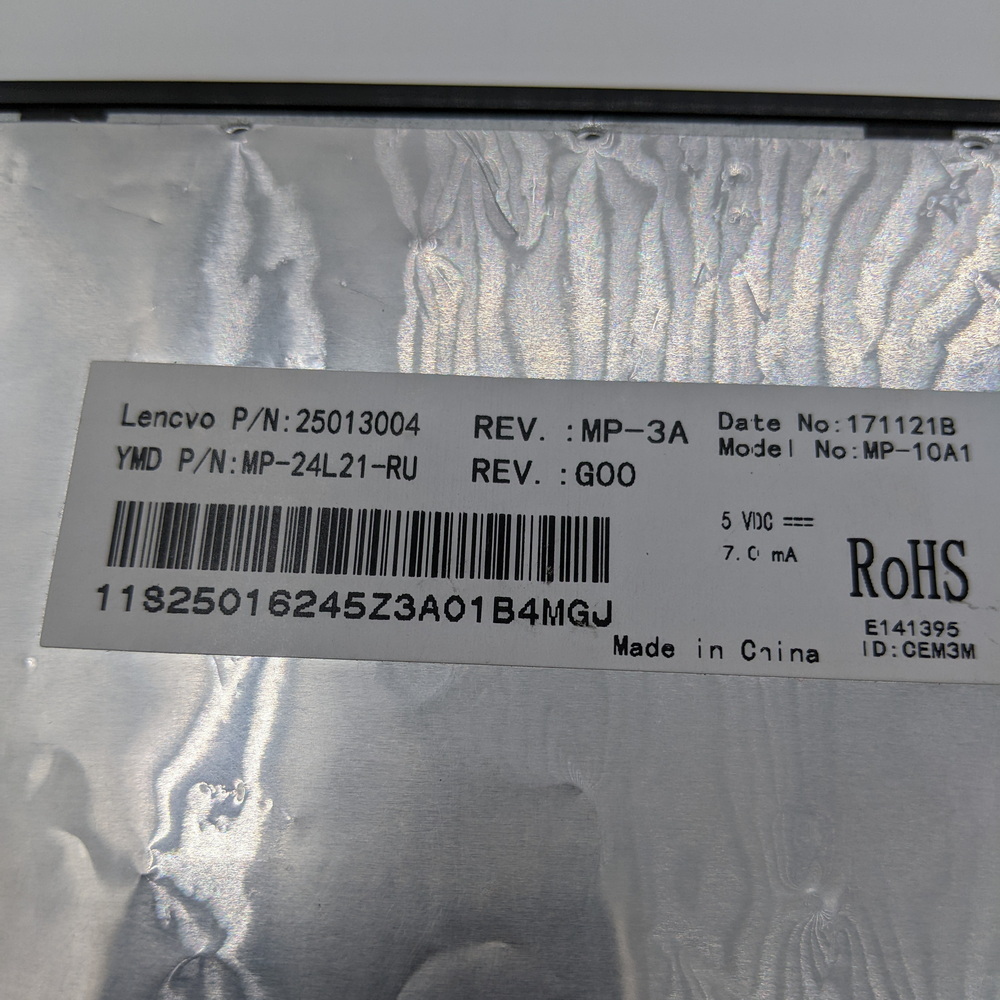 Lencvo P/N:25013004 REV. :MP-3A Date No:171121B
YMD P/N:MP-24L21-RU REV. :G00 Model No:MP-10A1
5 VDC ⎓
7.0 mA
RoHS
11S25016245Z3A01B4MGJ
E141395
Made in China
ID:CEM3M